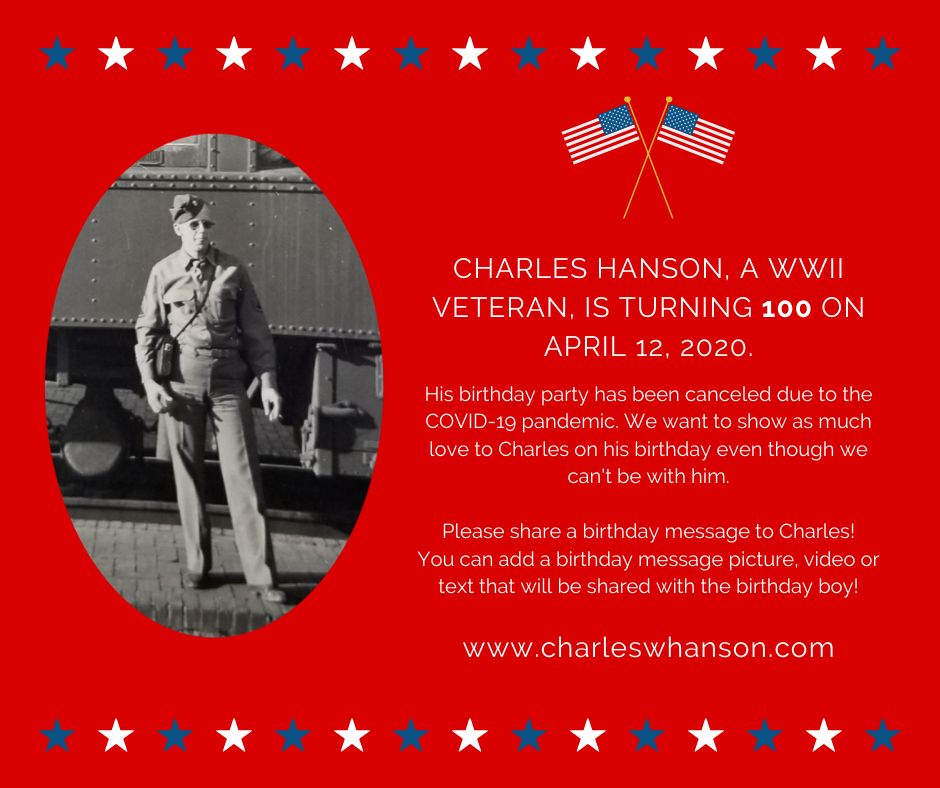 CHARLES HANSON, A WWII
VETERAN, IS TURNING 100 ON
APRIL 12, 2020.
His birthday party has been canceled due to the
COVID-19 pandemic. We want to show as much
love to Charles on his birthday even though we
can't be with him.
Please share a birthday message to Charles!
You can add a birthday message picture, video or
text that will be shared with the birthday boy!
www.charleswhanson.com